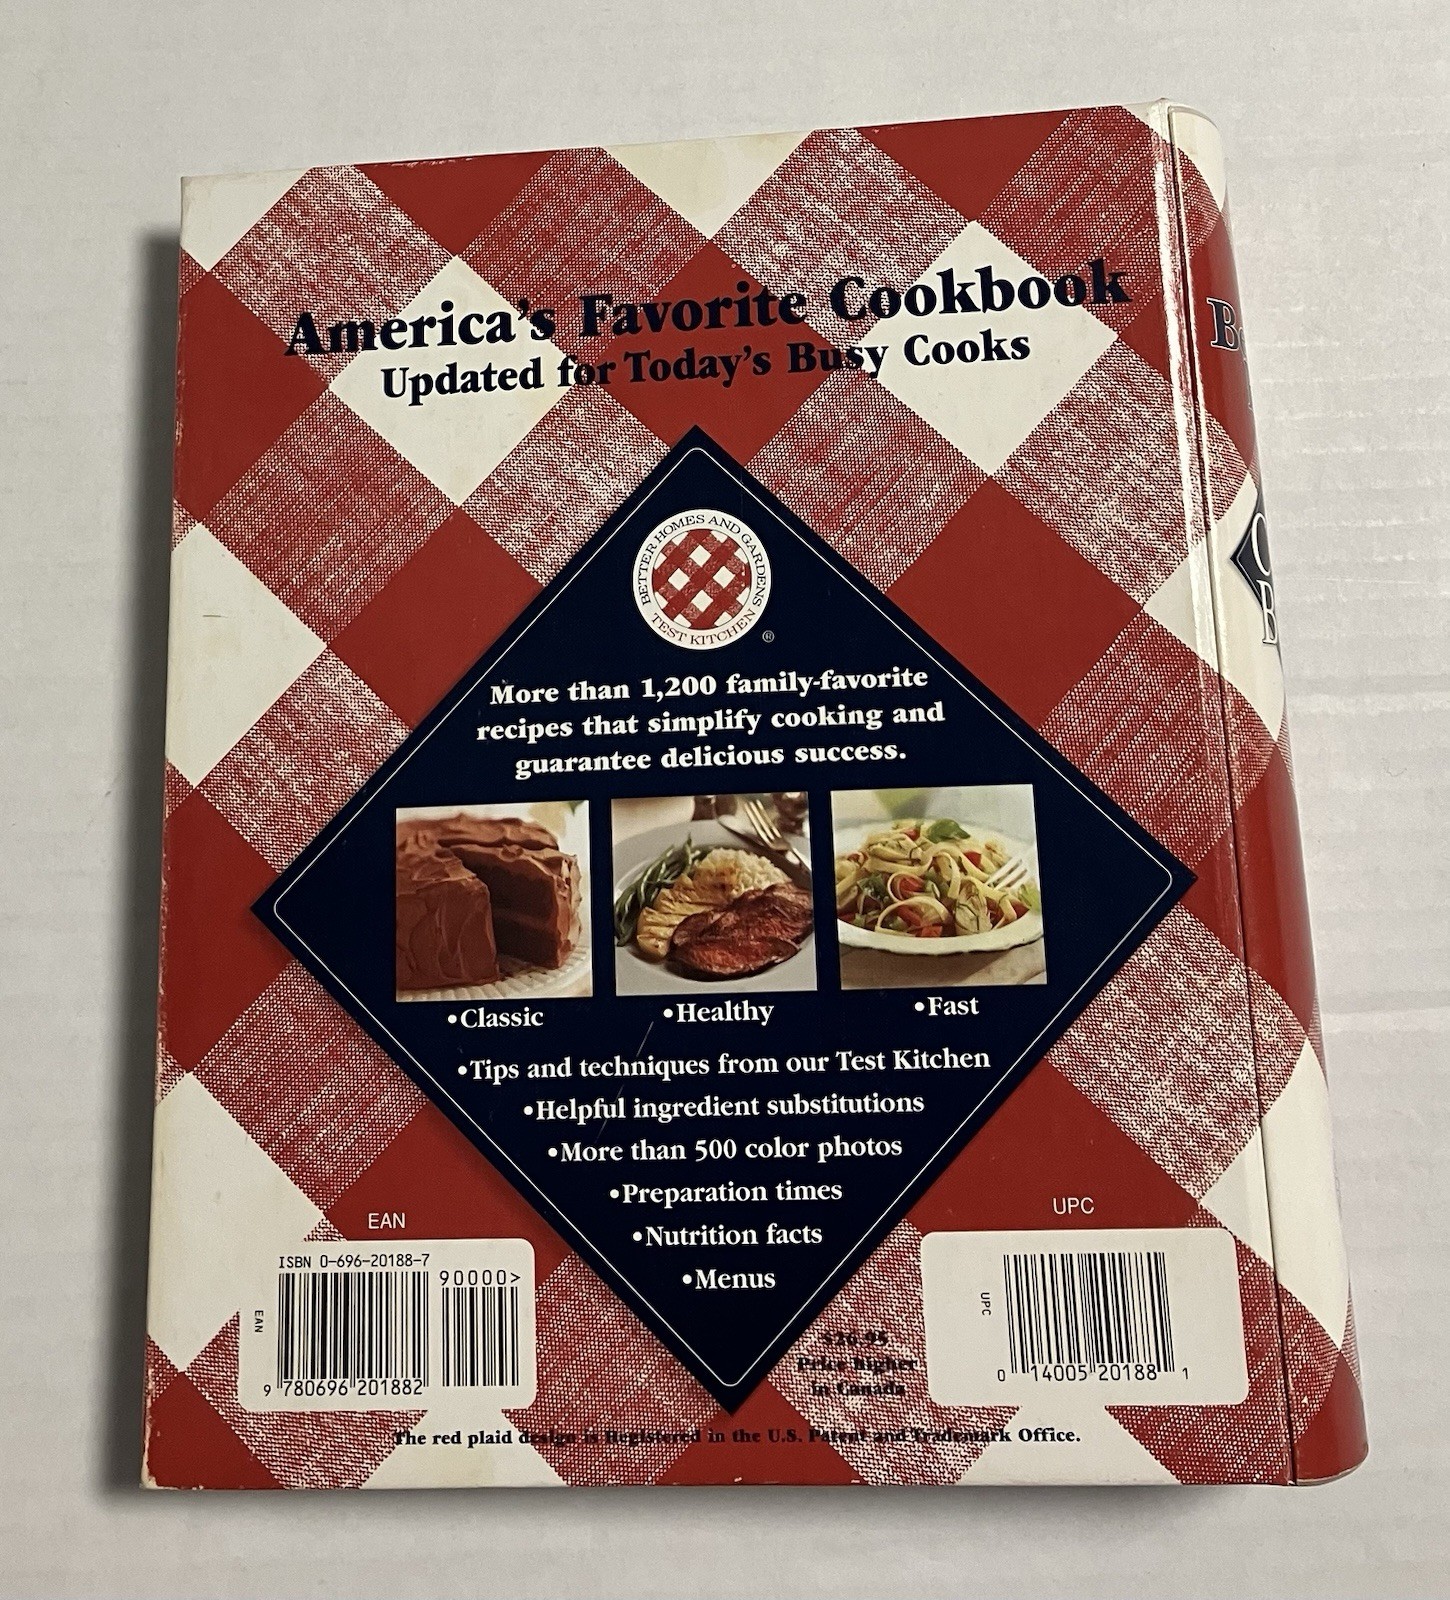 America's Favorite Cookbook
Updated for Today's Busy Cooks
BETTER HOMES AND GARDENS
TEST KITCHEN ®
More than 1,200 family-favorite
recipes that simplify cooking and
guarantee delicious success.
•Classic
•Healthy
•Fast
•Tips and techniques from our Test Kitchen
•Helpful ingredient substitutions
•More than 500 color photos
•Preparation times
•Nutrition facts
•Menus
EAN
ISBN 0-696-20188-7
90000>
EAN
9 780696 201882
$26.95
Price higher
in Canada
UPC
UPC
0 14005 20188 1
The red plaid design is Registered in the U.S. Patent and Trademark Office.